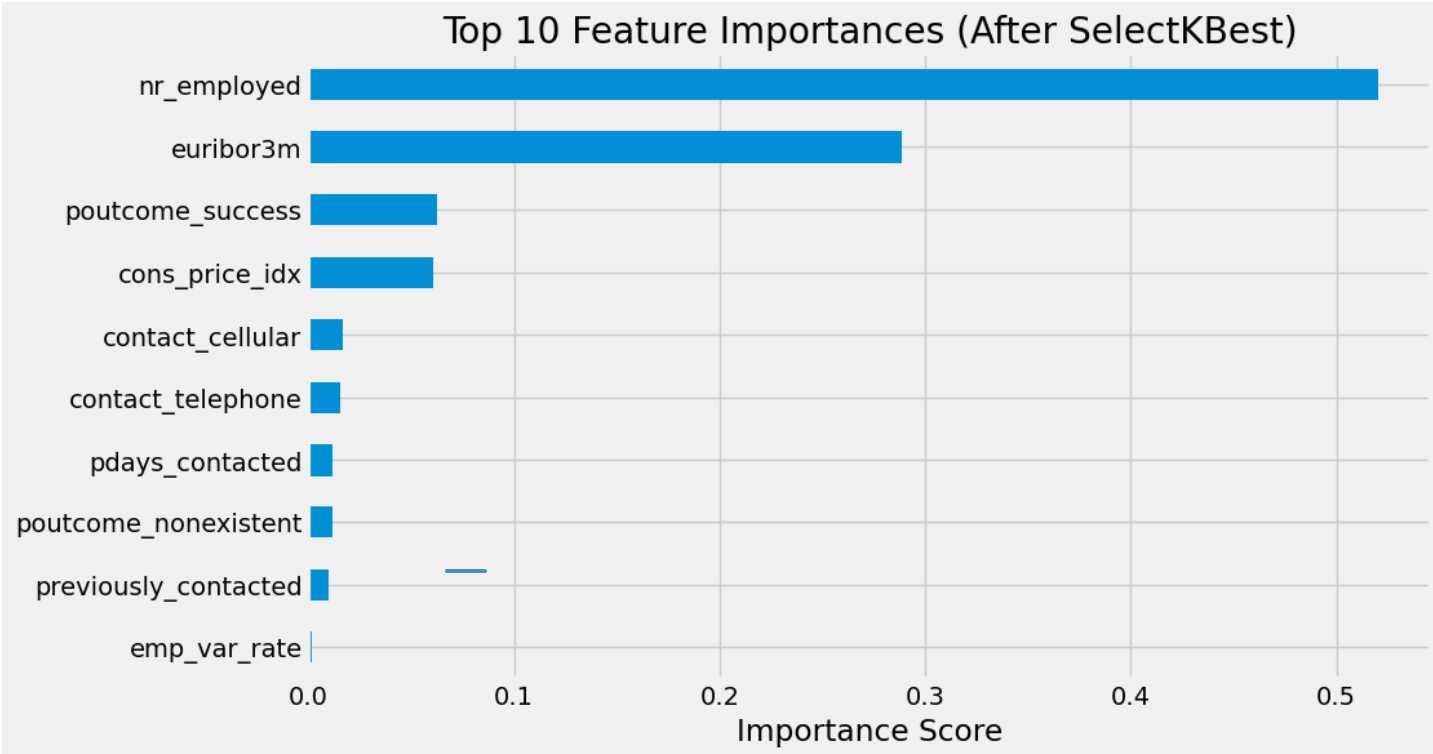 Top 10 Feature Importances (After SelectKBest)
nr_employed
euribor3m
poutcome_success
cons_price_idx
contact_cellular
contact_telephone
pdays_contacted
poutcome_nonexistent
previously_contacted
emp_var_rate
0.0 0.1 0.2 0.3 0.4 0.5
Importance Score